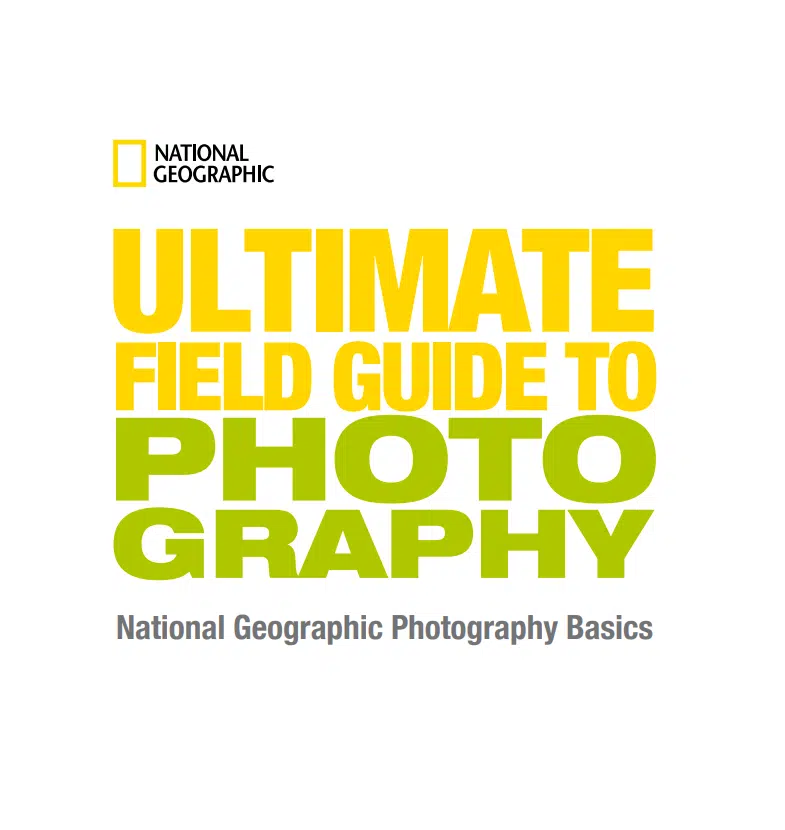 NATIONAL
GEOGRAPHIC
ULTIMATE
FIELD GUIDE TO
PHOTO
GRAPHY
National Geographic Photography Basics